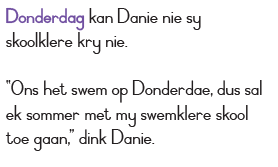 Donderdag kan Danie nie sy
skoolklere kry nie.
"Ons het swem op Donderdae, dus sal
ek sommer met my swemklere skool
toe gaan," dink Danie.